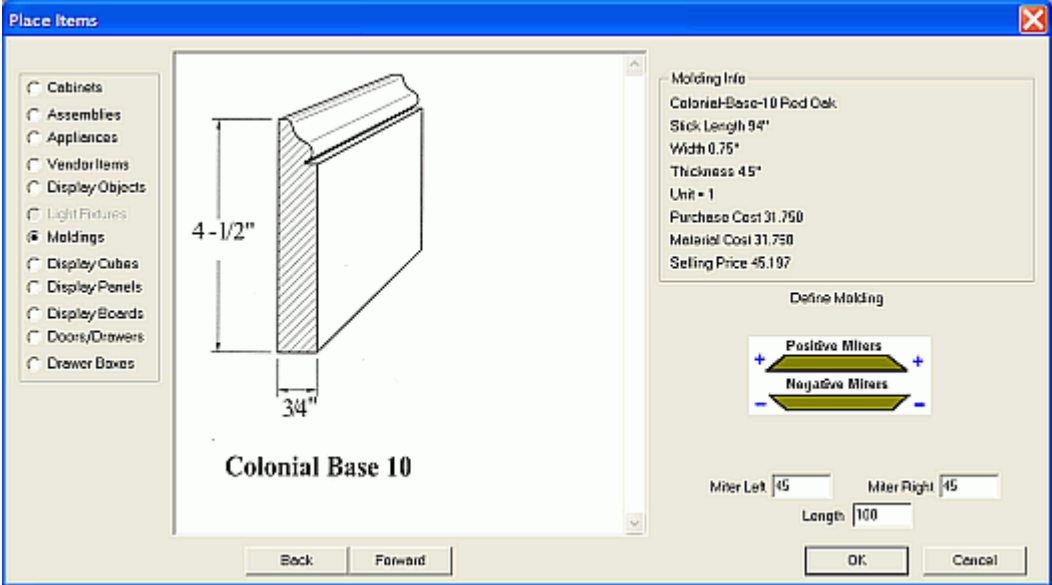 Place Items
Cabinets
Assemblies
Appliances
Vendor Items
Display Objects
Light Fixtures
Moldings
Display Cubes
Display Panels
Display Boards
Doors/Drawers
Drawer Boxes
4-1/2"
3/4"
Colonial Base 10
Back
Forward
Molding Info
Colonial-Base-10 Red Oak
Stick Length 94"
Width 0.75"
Thickness 4.5"
Unit = 1
Purchase Cost 31.750
Material Cost 31.750
Selling Price 45.197
Define Molding
Positive Miters
+ +
Negative Miters
- -
Miter Left 45
Miter Right 45
Length 100
OK
Cancel